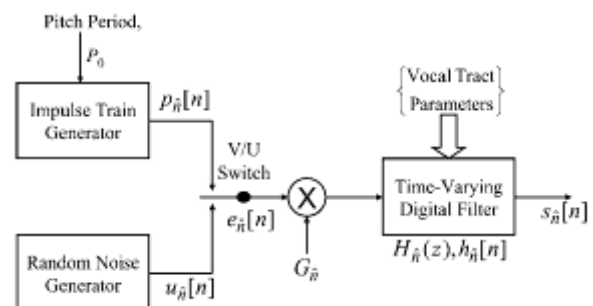 Pitch Period,
P₀
Impulse Train
Generator
pₙ̂[n]
V/U
Switch
eₙ̂[n]
X
Gₙ̂
Random Noise
Generator
uₙ̂[n]
Vocal Tract
Parameters
Time-Varying
Digital Filter
Hₙ̂(z), hₙ̂[n]
sₙ̂[n]